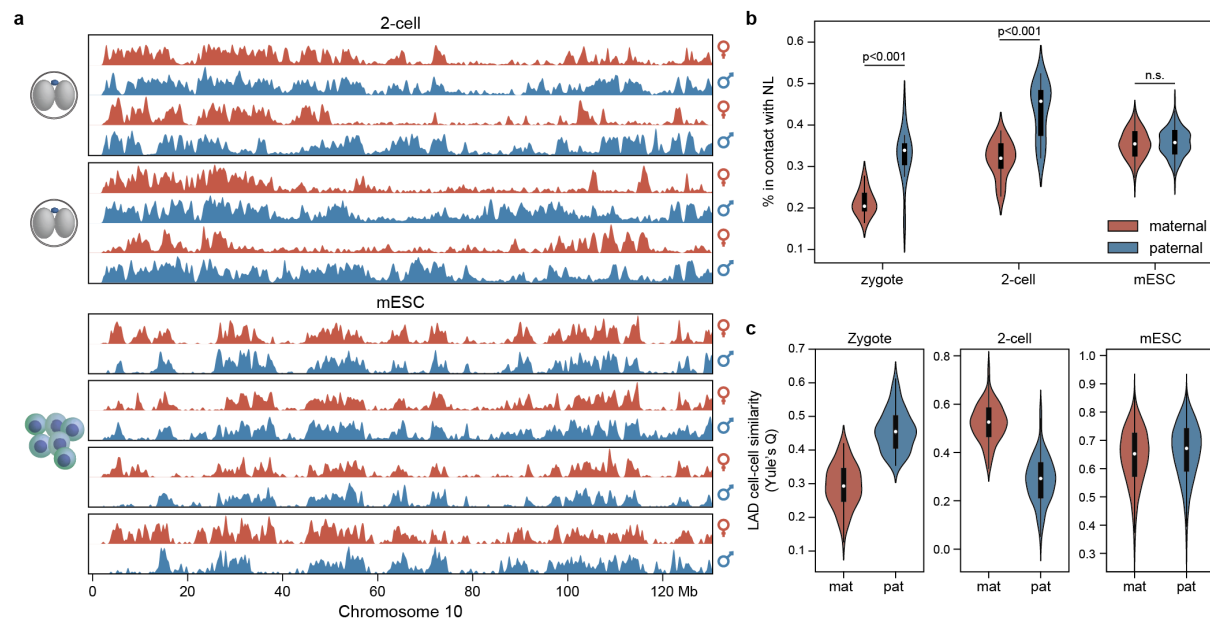 a
2-cell
♀
♂
♀
♂
♀
♂
♀
♂
mESC
♀
♂
♀
♂
♀
♂
♀
♂
0 20 40 60 80 100 120 Mb
Chromosome 10
b
% in contact with NL
0.6
0.5
0.4
0.3
0.2
0.1
p<0.001
p<0.001
n.s.
maternal
paternal
zygote 2-cell mESC
c
LAD cell-cell similarity
(Yule's Q)
Zygote
0.7
0.6
0.5
0.4
0.3
0.2
0.1
mat pat
2-cell
0.8
0.6
0.4
0.2
0.0
mat pat
mESC
1.0
0.9
0.8
0.7
0.6
0.5
0.4
0.3
mat pat